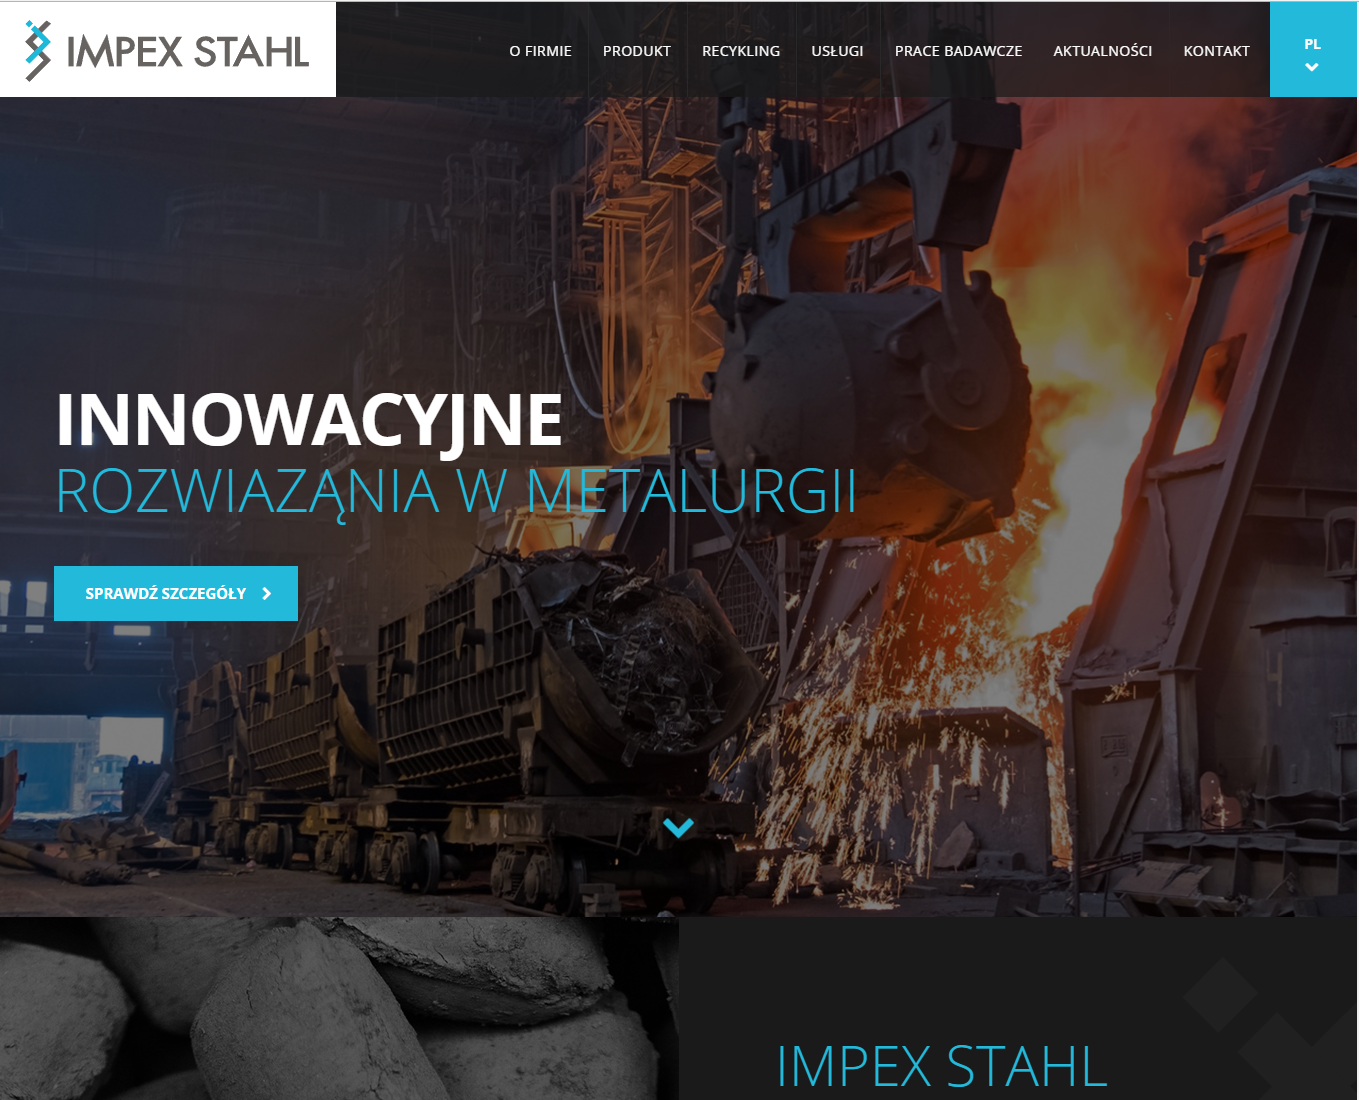 IMPEX STAHL
O FIRMIE
PRODUKT
RECYKLING
USŁUGI
PRACE BADAWCZE
AKTUALNOŚCI
KONTAKT
PL
INNOWACYJNE
ROZWIAZĄNIA W METALURGII
SPRAWDŹ SZCZEGÓŁY
IMPEX STAHL